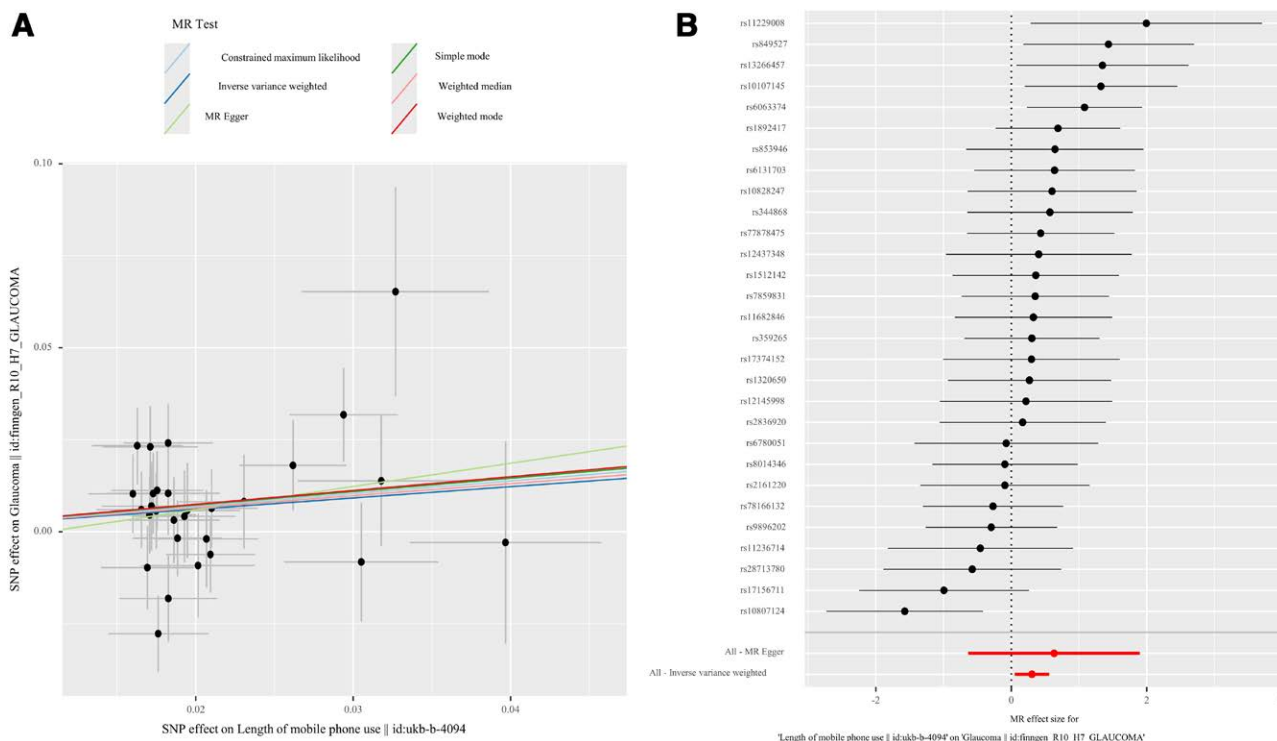 A
MR Test
Constrained maximum likelihood
Simple mode
Inverse variance weighted
Weighted median
MR Egger
Weighted mode
0.10
0.05
0.00
SNP effect on Glaucoma || id:finngen_R10_H7_GLAUCOMA
0.02
0.03
0.04
SNP effect on Length of mobile phone use || id:ukb-b-4094
B
rs11229008
rs849527
rs13266457
rs10107145
rs6063374
rs1892417
rs853946
rs6131703
rs10828247
rs344868
rs77878475
rs12437348
rs1512142
rs7859831
rs11682846
rs359265
rs17374152
rs1320650
rs12145998
rs2836920
rs6780051
rs8014346
rs2161220
rs78166132
rs9896202
rs11236714
rs28713780
rs17156711
rs10807124
All - MR Egger
All - Inverse variance weighted
-2
0
2
MR effect size for
'Length of mobile phone use || id:ukb-b-4094' on 'Glaucoma || id:finngen_R10_H7_GLAUCOMA'